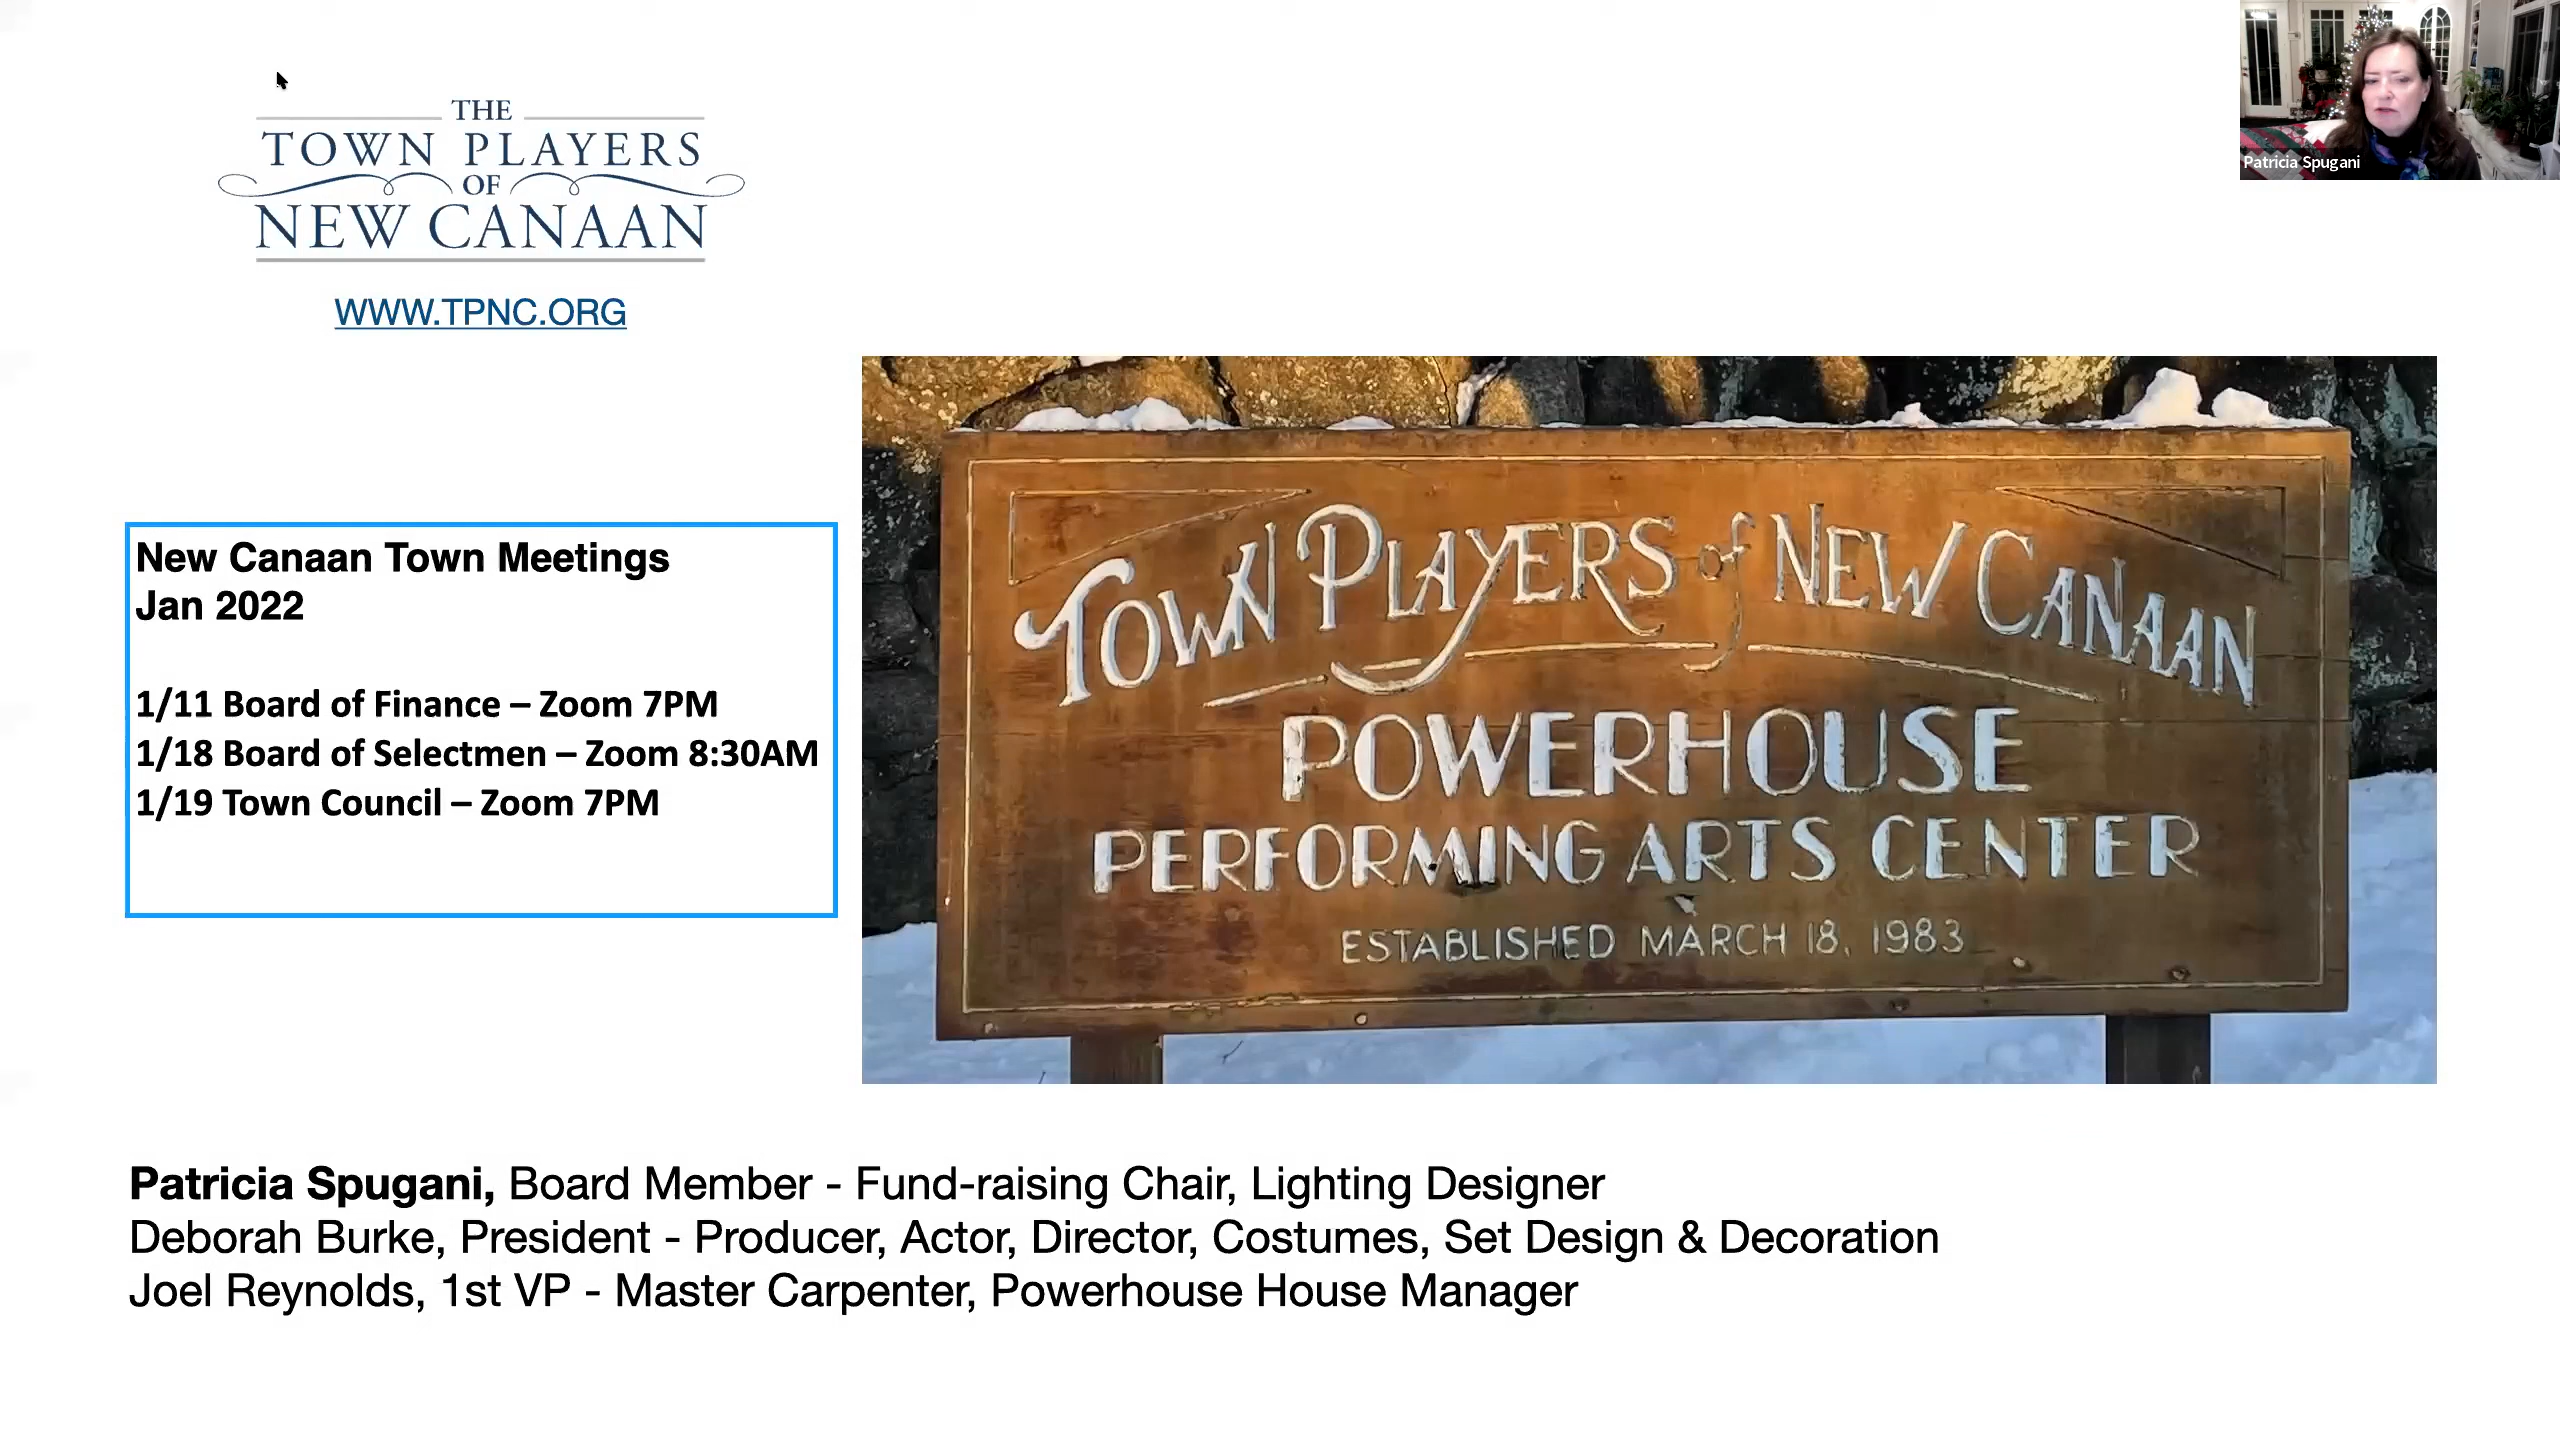 THE
TOWN PLAYERS
OF
NEW CANAAN
WWW.TPNC.ORG
Patricia Spugani
New Canaan Town Meetings
Jan 2022
1/11 Board of Finance – Zoom 7PM
1/18 Board of Selectmen – Zoom 8:30AM
1/19 Town Council – Zoom 7PM
TOWN PLAYERS of NEW CANAAN
POWERHOUSE
PERFORMING ARTS CENTER
ESTABLISHED MARCH 18, 1983
Patricia Spugani, Board Member - Fund-raising Chair, Lighting Designer
Deborah Burke, President - Producer, Actor, Director, Costumes, Set Design & Decoration
Joel Reynolds, 1st VP - Master Carpenter, Powerhouse House Manager